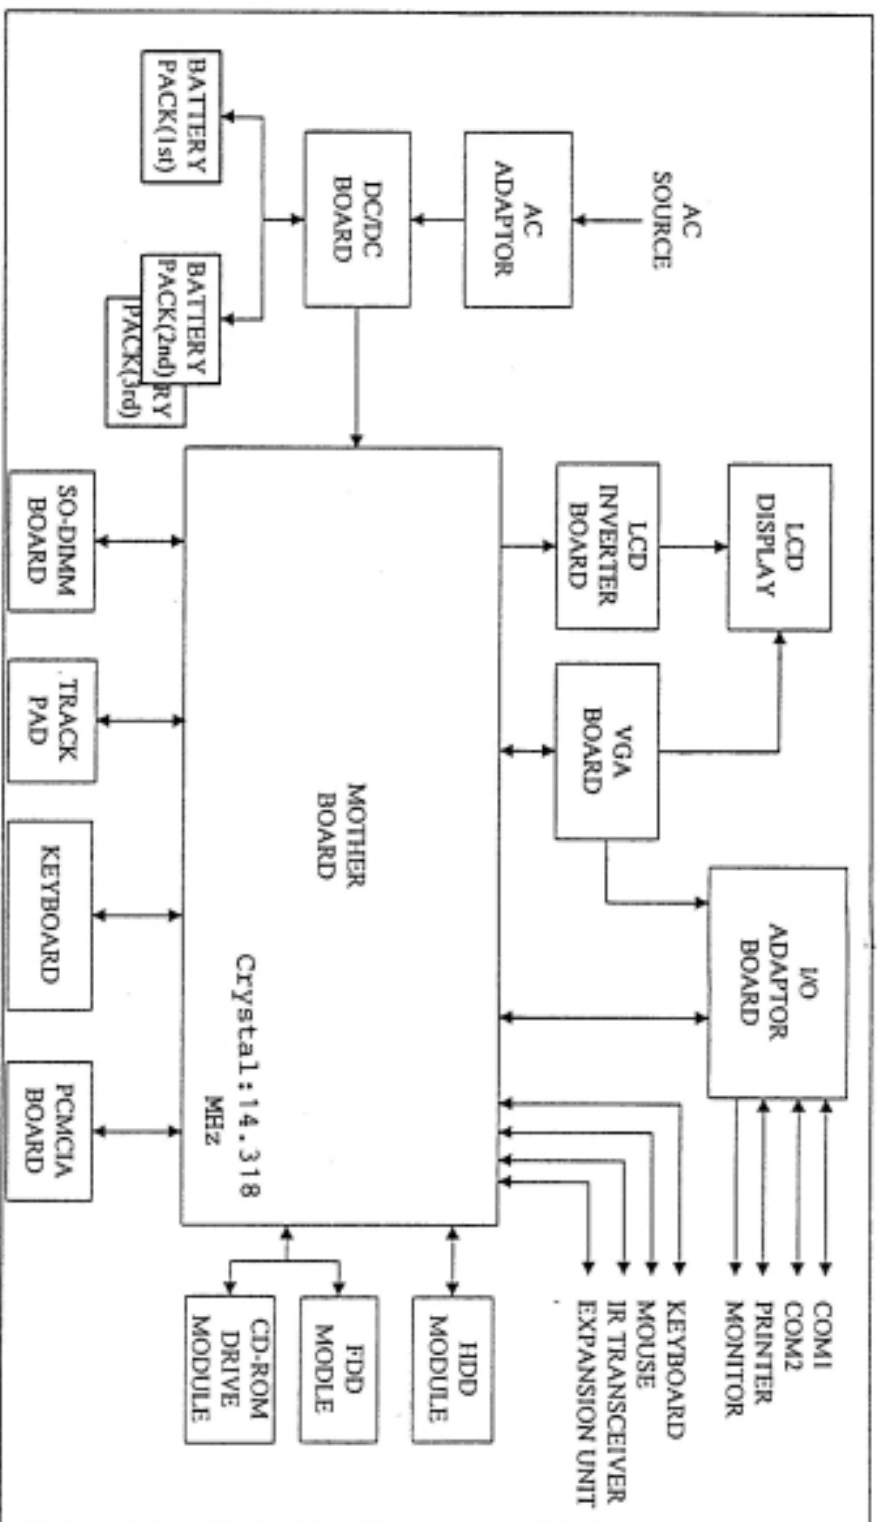 AC
SOURCE
AC
ADAPTOR
DC/DC
BOARD
BATTERY
PACK(1st)
BATTERY
PACK(2nd)
RY
PACK(3rd)
LCD
DISPLAY
LCD
INVERTER
BOARD
VGA
BOARD
I/O
ADAPTOR
BOARD
MOTHER
BOARD
Crystal:14.318
MHz
SO-DIMM
BOARD
TRACK
PAD
KEYBOARD
PCMCIA
BOARD
COM1
COM2
PRINTER
MONITOR
KEYBOARD
MOUSE
IR TRANSCEIVER
EXPANSION UNIT
HDD
MODULE
FDD
MODLE
CD-ROM
DRIVE
MODULE